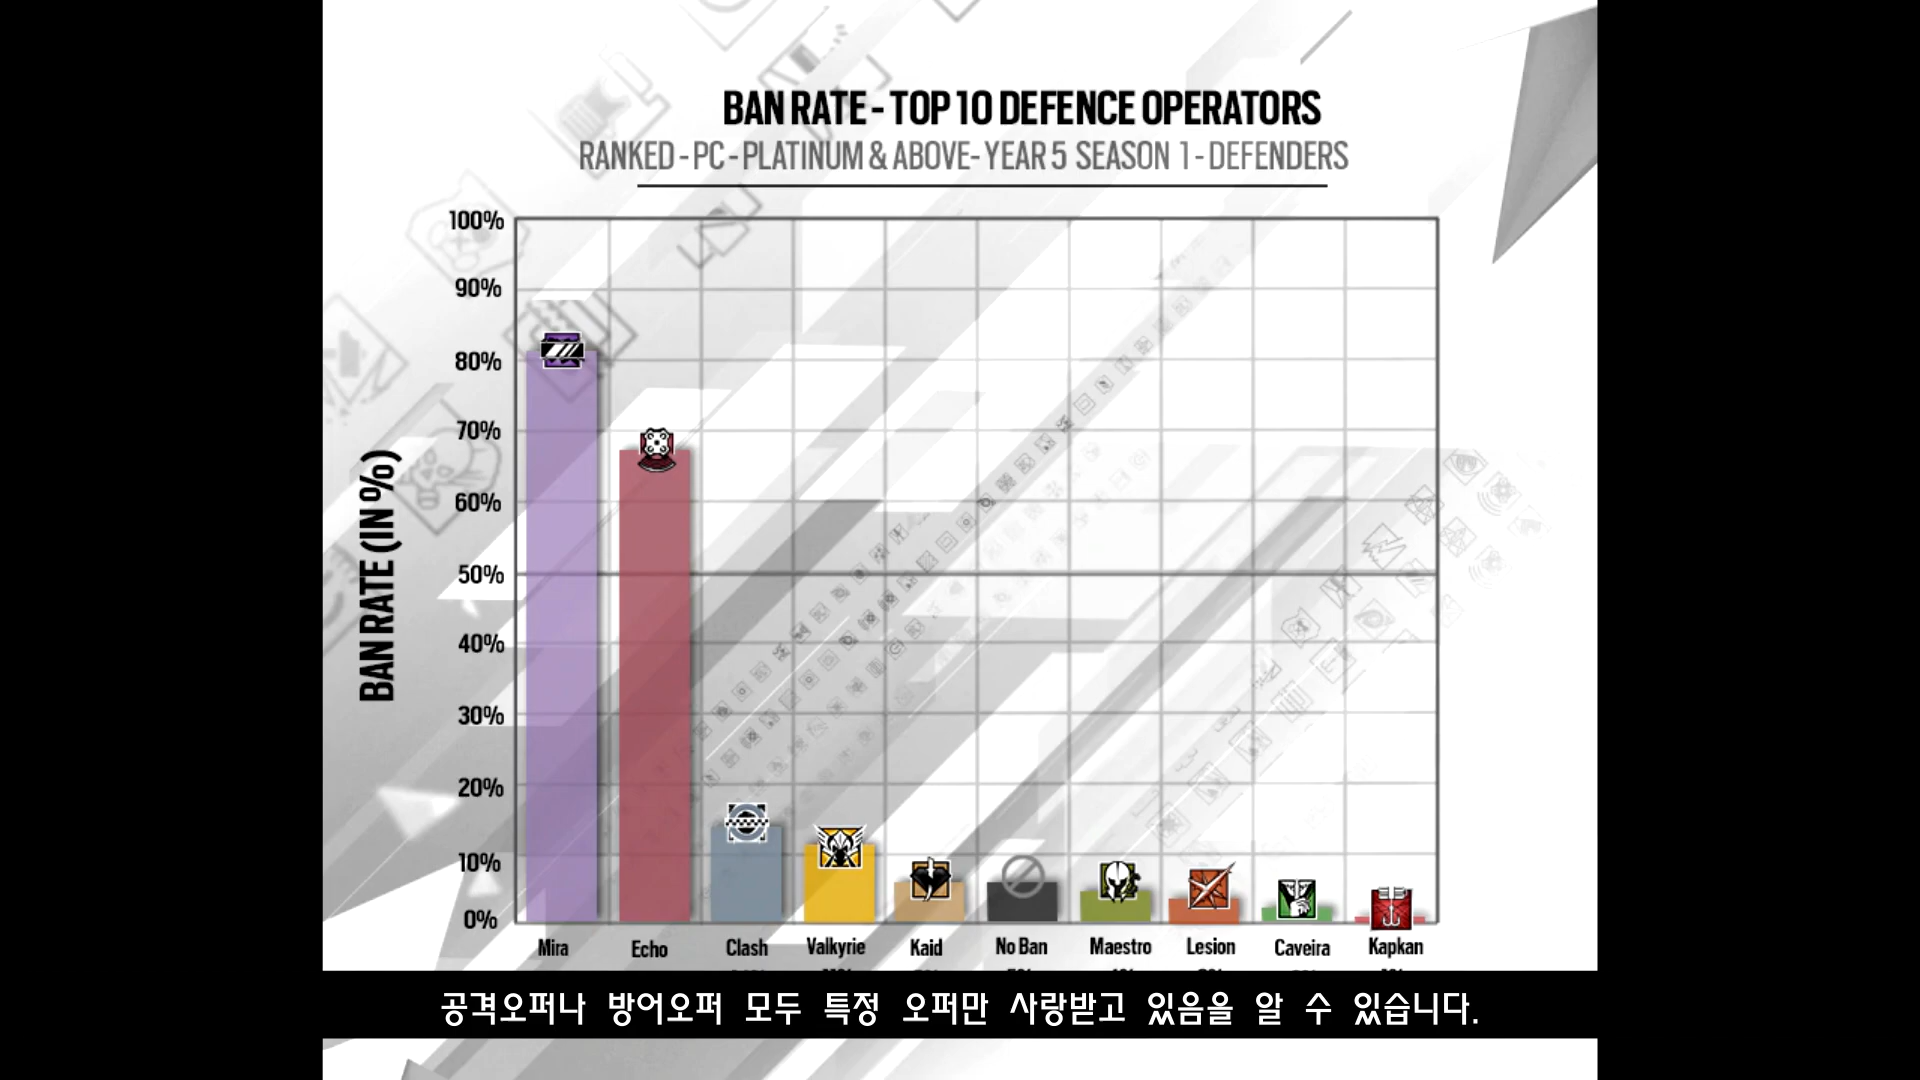 BAN RATE - TOP 10 DEFENCE OPERATORS
RANKED - PC - PLATINUM & ABOVE - YEAR 5 SEASON 1 - DEFENDERS
BAN RATE (IN %)
100%
90%
80%
70%
60%
50%
40%
30%
20%
10%
0%
Mira Echo Clash Valkyrie Kaid No Ban Maestro Lesion Caveira Kapkan
공격오퍼나 방어오퍼 모두 특정 오퍼만 사랑받고 있음을 알 수 있습니다.